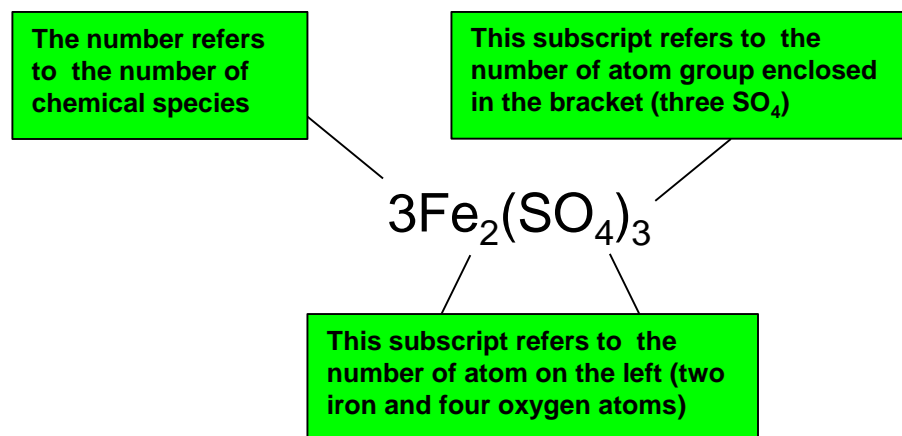 The number refers
to the number of
chemical species
This subscript refers to the
number of atom group enclosed
in the bracket (three SO₄)
3Fe₂(SO₄)₃
This subscript refers to the
number of atom on the left (two
iron and four oxygen atoms)